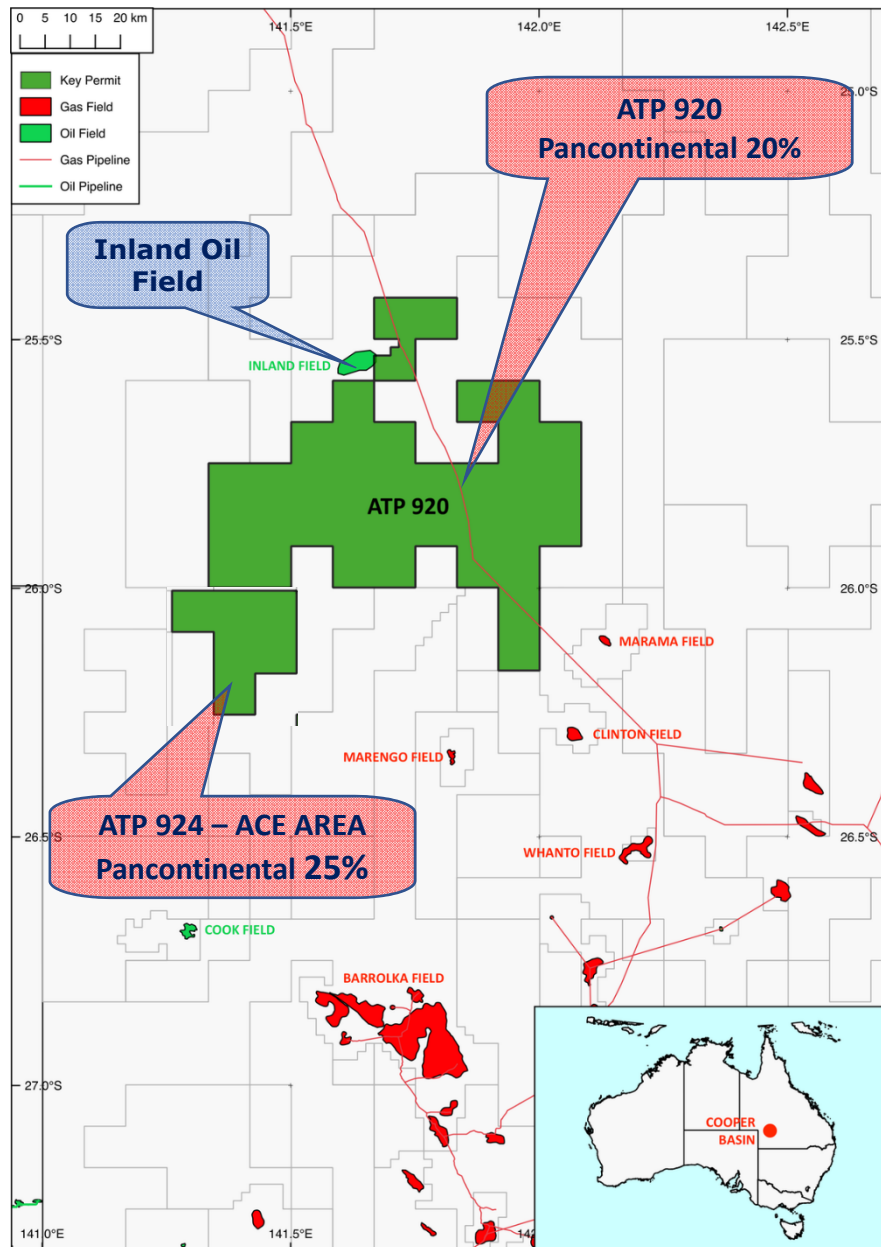 0 5 10 15 20 km
141.5°E
142.0°E
142.5°E
Key Permit
Gas Field
Oil Field
Gas Pipeline
Oil Pipeline
25.0°S
ATP 920
Pancontinental 20%
Inland Oil
Field
25.5°S
25.5°S
INLAND FIELD
ATP 920
26.0°S
26.0°S
MARAMA FIELD
CLINTON FIELD
MARENGO FIELD
ATP 924 – ACE AREA
Pancontinental 25%
26.5°S
26.5°S
WHANTO FIELD
COOK FIELD
BARROLKA FIELD
27.0°S
COOPER
BASIN
141.0°E
141.5°E